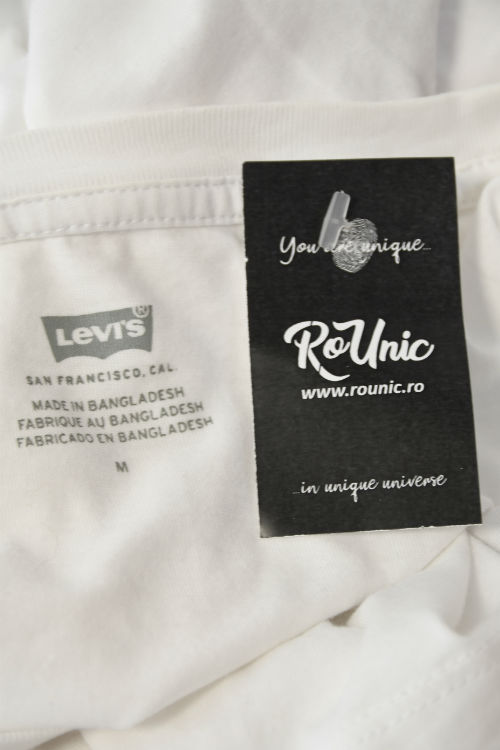 LEVI'S®
SAN FRANCISCO, CAL.
MADE IN BANGLADESH
FABRIQUE AU BANGLADESH
FABRICADO EN BANGLADESH
M
You are unique...
RoUnic
www.rounic.ro
...in unique universe